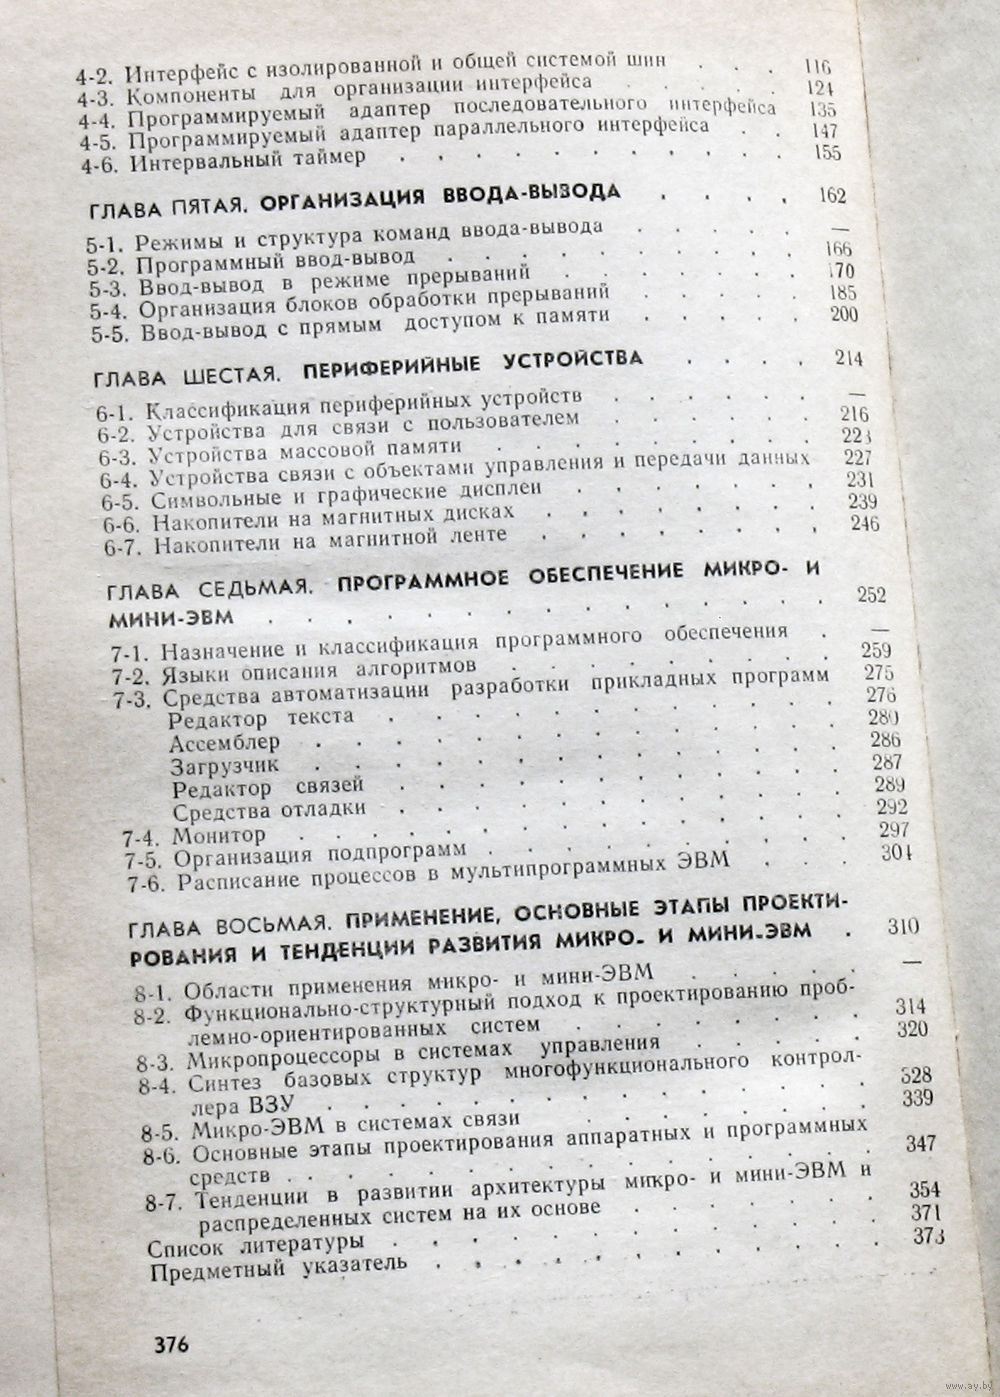 4-2. Интерфейс с изолированной и общей системой шин . . . 116
4-3. Компоненты для организации интерфейса . . . . . 124
4-4. Программируемый адаптер последовательного интерфейса 135
4-5. Программируемый адаптер параллельного интерфейса . . 147
4-6. Интервальный таймер . . . . . . . . . . . 155
ГЛАВА ПЯТАЯ. ОРГАНИЗАЦИЯ ВВОДА-ВЫВОДА . . . . 162
5-1. Режимы и структура команд ввода-вывода . . . . . —
5-2. Программный ввод-вывод . . . . . . . . . . 166
5-3. Ввод-вывод в режиме прерываний . . . . . . . 170
5-4. Организация блоков обработки прерываний . . . . . 185
5-5. Ввод-вывод с прямым доступом к памяти . . . . . 200
ГЛАВА ШЕСТАЯ. ПЕРИФЕРИЙНЫЕ УСТРОЙСТВА . . . . 214
6-1. Классификация периферийных устройств . . . . . . —
6-2. Устройства для связи с пользователем . . . . . . 216
6-3. Устройства массовой памяти . . . . . . . . . 223
6-4. Устройства связи с объектами управления и передачи данных 227
6-5. Символьные и графические дисплеи . . . . . . . 231
6-6. Накопители на магнитных дисках . . . . . . . . 239
6-7. Накопители на магнитной ленте . . . . . . . . 246
ГЛАВА СЕДЬМАЯ. ПРОГРАММНОЕ ОБЕСПЕЧЕНИЕ МИКРО- И
МИНИ-ЭВМ . . . . . . . . . . . . . . . 252
7-1. Назначение и классификация программного обеспечения . —
7-2. Языки описания алгоритмов . . . . . . . . . 259
7-3. Средства автоматизации разработки прикладных программ 275
Редактор текста . . . . . . . . . . . . . 276
Ассемблер . . . . . . . . . . . . . . . 280
Загрузчик . . . . . . . . . . . . . . . 286
Редактор связей . . . . . . . . . . . . . 287
Средства отладки . . . . . . . . . . . . . 289
7-4. Монитор . . . . . . . . . . . . . . . 292
7-5. Организация подпрограмм . . . . . . . . . . 297
7-6. Расписание процессов в мультипрограммных ЭВМ . . . 304
ГЛАВА ВОСЬМАЯ. ПРИМЕНЕНИЕ, ОСНОВНЫЕ ЭТАПЫ ПРОЕКТИ-
РОВАНИЯ И ТЕНДЕНЦИИ РАЗВИТИЯ МИКРО- И МИНИ-ЭВМ . 310
8-1. Области применения микро- и мини-ЭВМ . . . . . —
8-2. Функционально-структурный подход к проектированию проб-
лемно-ориентированных систем . . . . . . . . 314
8-3. Микропроцессоры в системах управления . . . . . 320
8-4. Синтез базовых структур многофункционального контрол-
лера ВЗУ . . . . . . . . . . . . . . . 328
8-5. Микро-ЭВМ в системах связи . . . . . . . 339
8-6. Основные этапы проектирования аппаратных и программных
средств . . . . . . . . . . . . . . . 347
8-7. Тенденции в развитии архитектуры микро- и мини-ЭВМ и
распределенных систем на их основе . . . . . . . 354
Список литературы . . . . . . . . . . . . . 371
Предметный указатель . . . . . . . . . . . . 373
376
www.ay.by